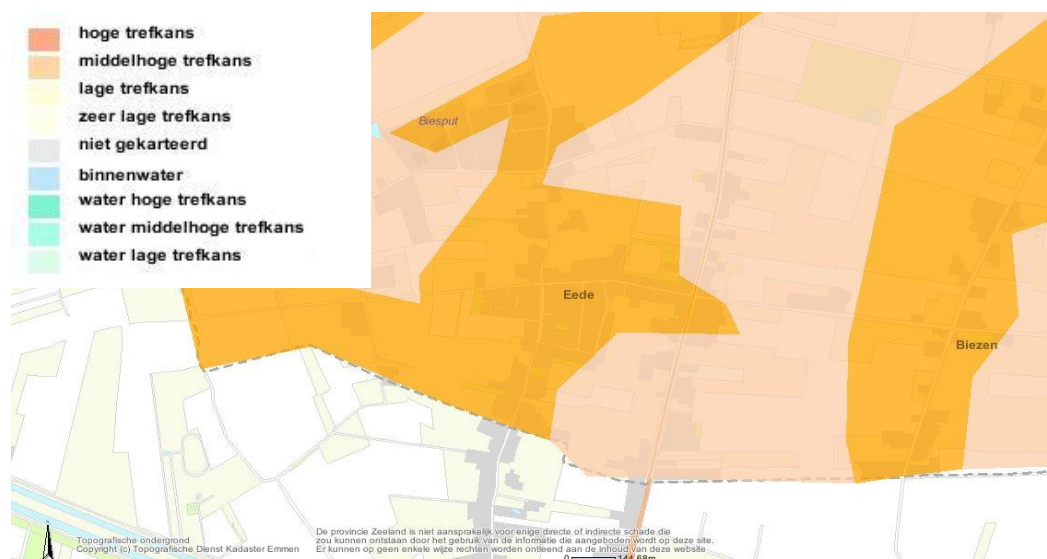 hoge trefkans
middelhoge trefkans
lage trefkans
zeer lage trefkans
niet gekarteerd
binnenwater
water hoge trefkans
water middelhoge trefkans
water lage trefkans
Biesput
Eede
Biezen
Topografische ondergrond
Copyright (c) Topografische Dienst Kadaster Emmen
De provincie Zeeland is niet aansprakelijk voor enige directe of indirecte schade die
zou kunnen ontstaan door het gebruik van de informatie die aangeboden wordt op deze site.
Er kunnen op geen enkele wijze rechten worden ontleend aan de inhoud van deze website
0 144.68m